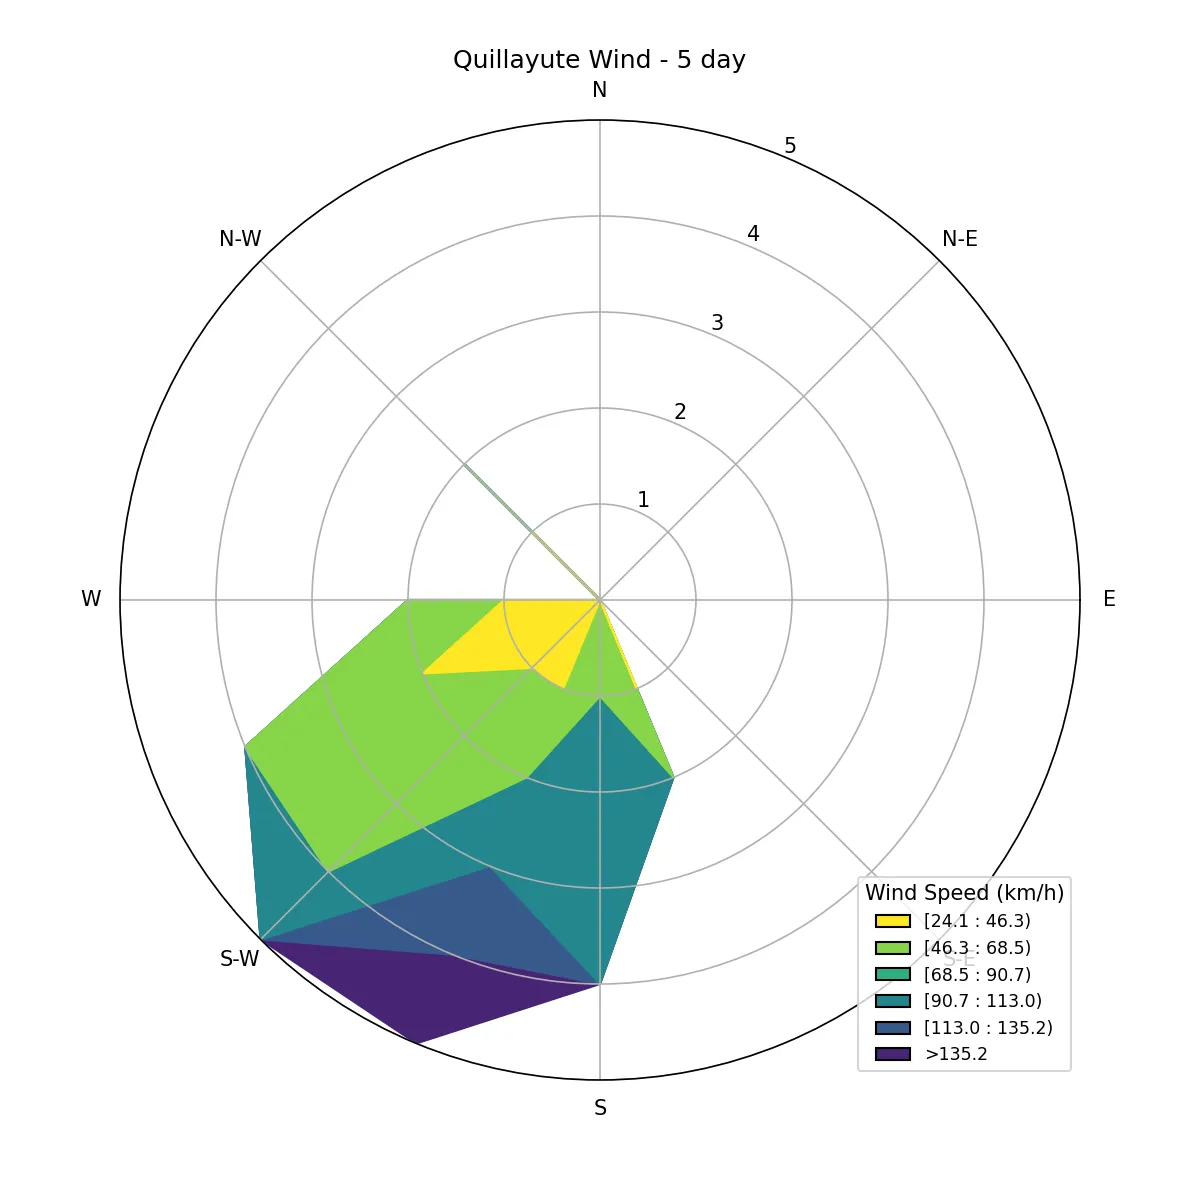 Quillayute Wind - 5 day
N
5
N-W
N-E
4
3
2
1
W
E
Wind Speed (km/h)
[24.1 : 46.3)
[46.3 : 68.5)
S-W
S-E
[68.5 : 90.7)
[90.7 : 113.0)
[113.0 : 135.2)
>135.2
S